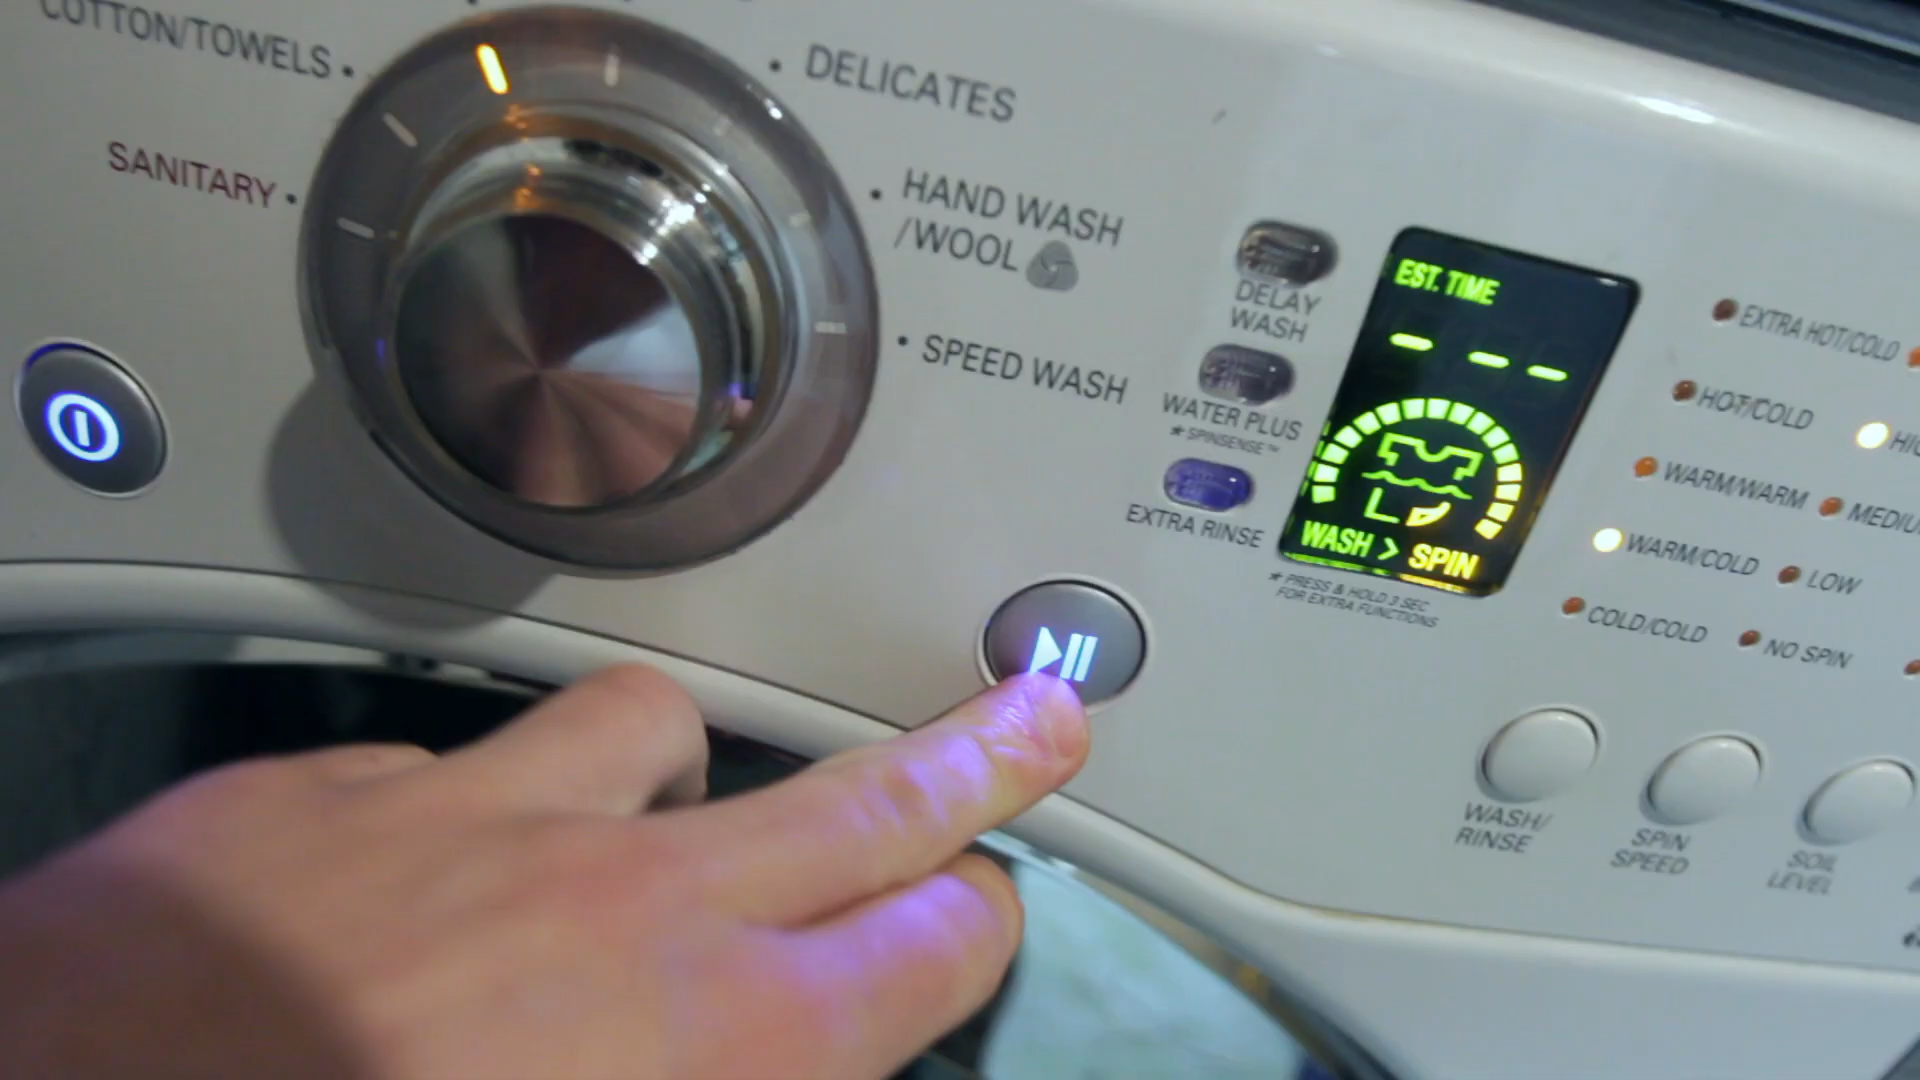 COTTON/TOWELS
SANITARY
DELICATES
HAND WASH
/WOOL
SPEED WASH
DELAY
WASH
WATER PLUS
* SPINSENSE™
EXTRA RINSE
EST. TIME
- - -
WASH > SPIN
* PRESS & HOLD 3 SEC
FOR EXTRA FUNCTIONS
EXTRA HOT/COLD
HOT/COLD
WARM/WARM
WARM/COLD
COLD/COLD
LOW
NO SPIN
WASH/
RINSE
SPIN
SPEED
SOIL
LEVEL